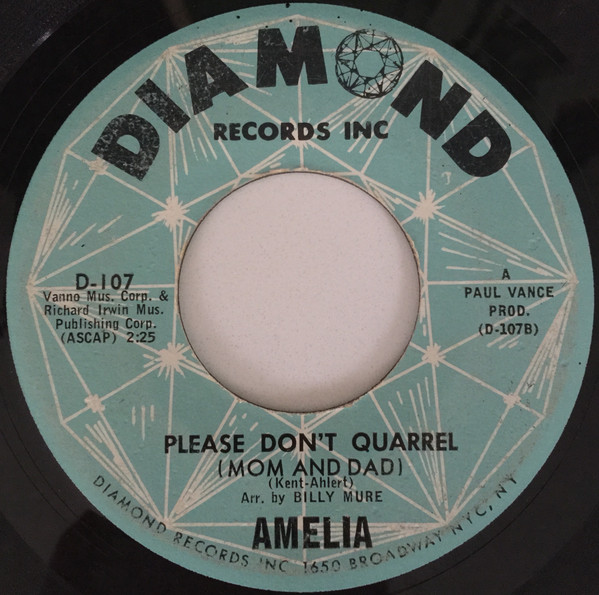 DIAMOND
RECORDS INC
D-107
Vanno Mus. Corp. &
Richard Irwin Mus.
Publishing Corp.
(ASCAP) 2:25
A
PAUL VANCE
PROD.
(D-107B)
PLEASE DON'T QUARREL
(MOM AND DAD)
(Kent-Ahlert)
Arr. by BILLY MURE
AMELIA
DIAMOND RECORDS INC. 1650 BROADWAY NYC, NY